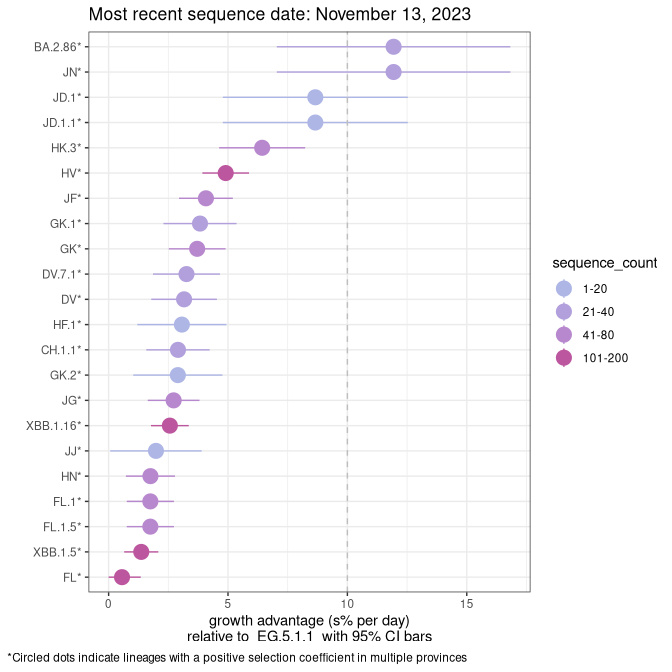 Most recent sequence date: November 13, 2023
BA.2.86*
JN*
JD.1*
JD.1.1*
HK.3*
HV*
JF*
GK.1*
GK*
DV.7.1*
DV*
HF.1*
CH.1.1*
GK.2*
JG*
XBB.1.16*
JJ*
HN*
FL.1*
FL.1.5*
XBB.1.5*
FL*
0 5 10 15
growth advantage (s% per day)
relative to EG.5.1.1 with 95% CI bars
sequence_count
1-20
21-40
41-80
101-200
*Circled dots indicate lineages with a positive selection coefficient in multiple provinces